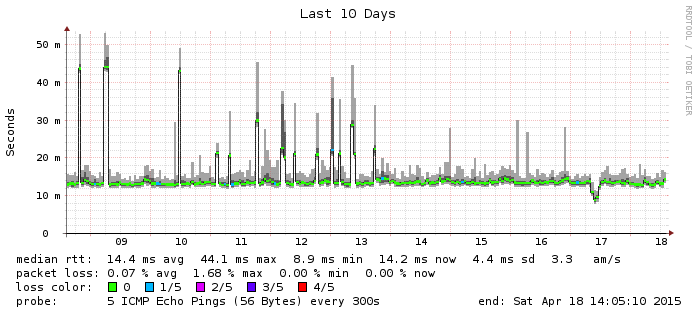 Last 10 Days
RRDTOOL / TOBI OETIKER
Seconds
50 m
40 m
30 m
20 m
10 m
0
09 10 11 12 13 14 15 16 17 18
median rtt: 14.4 ms avg 44.1 ms max 8.9 ms min 14.2 ms now 4.4 ms sd 3.3 am/s
packet loss: 0.07 % avg 1.68 % max 0.00 % min 0.00 % now
loss color: 0 1/5 2/5 3/5 4/5
probe: 5 ICMP Echo Pings (56 Bytes) every 300s end: Sat Apr 18 14:05:10 2015